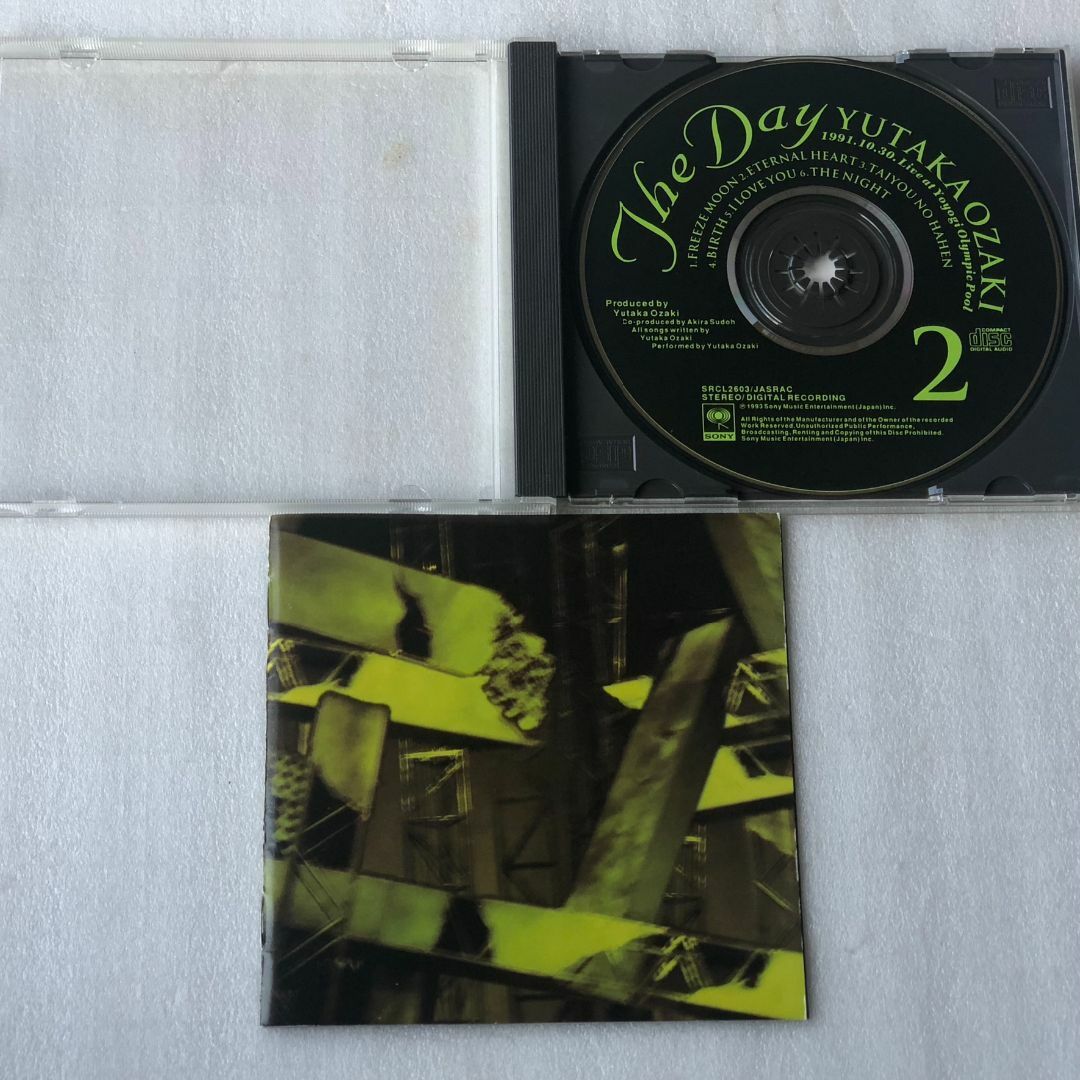 The Day YUTAKA OZAKI
1991.10.30. Live at Yoyogi Olympic Pool
1. FREEZE MOON 2. ETERNAL HEART 3. TAIYOU NO HAHEN
4. BIRTH 5. I LOVE YOU 6. THE NIGHT
Produced by
Yutaka Ozaki
Co-produced by Akira Sudoh
All songs written by
Yutaka Ozaki
Performed by Yutaka Ozaki
2
COMPACT
disc
DIGITAL AUDIO
SRCL2603/JASRAC
STEREO/DIGITAL RECORDING
℗ 1993 Sony Music Entertainment (Japan) Inc.
SONY
All Rights of the Manufacturer and of the Owner of the recorded
Work Reserved. Unauthorized Public Performance,
Broadcasting, Renting and Copying of this Disc Prohibited.
Sony Music Entertainment (Japan) Inc.